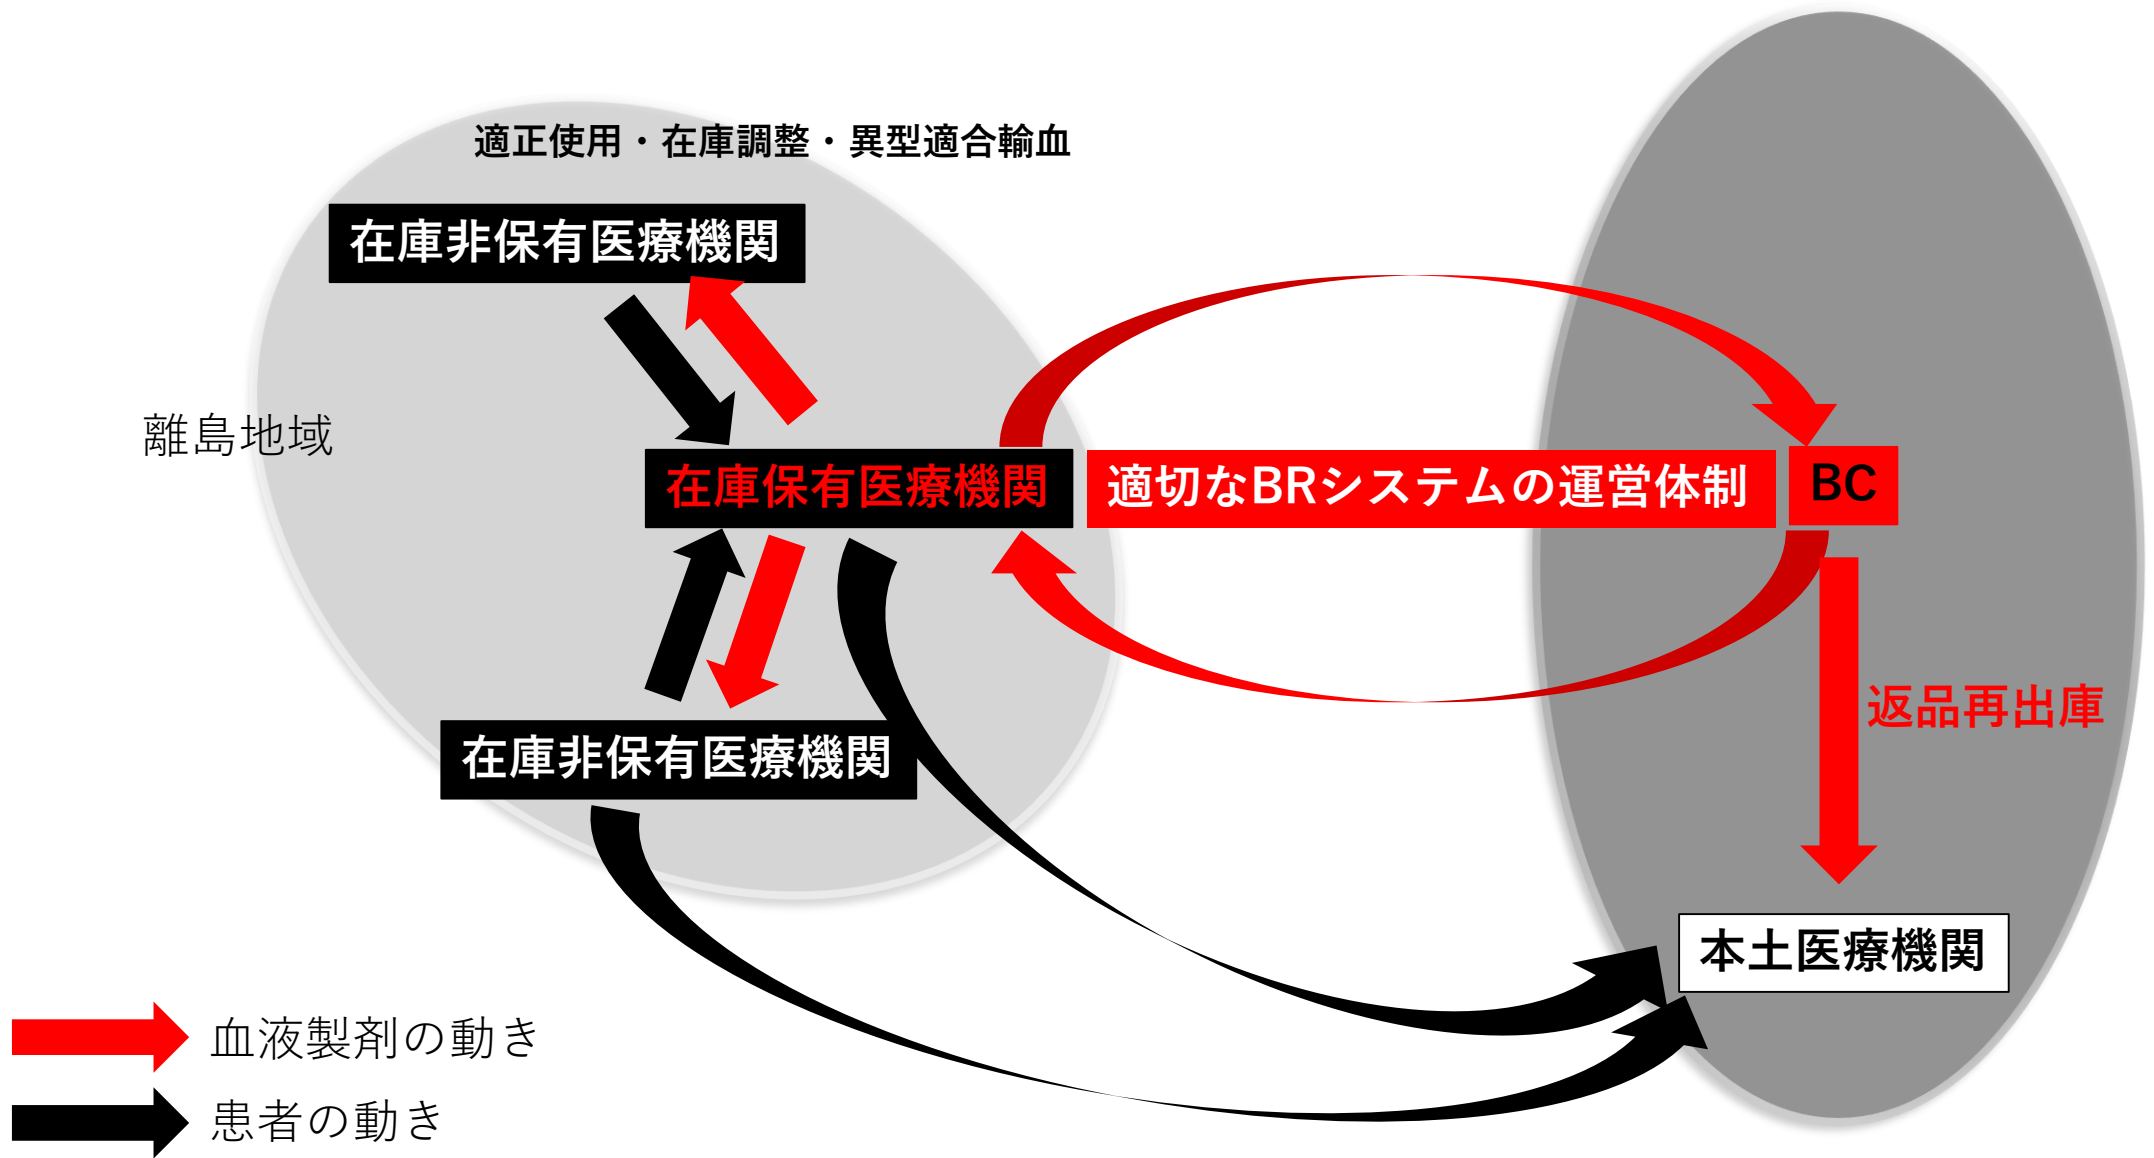 適正使用・在庫調整・異型適合輸血
在庫非保有医療機関
離島地域
在庫保有医療機関
適切なBRシステムの運営体制
BC
返品再出庫
在庫非保有医療機関
本土医療機関
血液製剤の動き
患者の動き